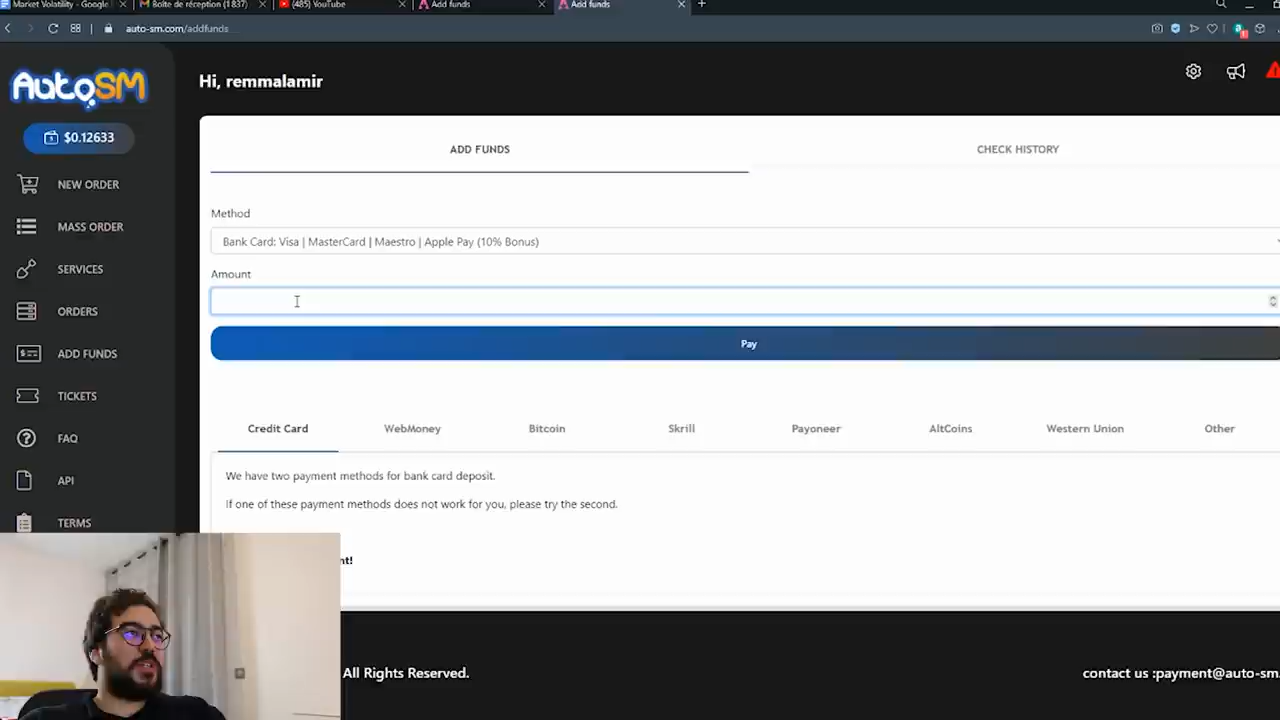 Market Volatility - Google
Boîte de réception (1 837)
(485) YouTube
Add funds
Add funds
auto-sm.com/addfunds
AutoSM
Hi, remmalamir
$0.12633
ADD FUNDS
CHECK HISTORY
NEW ORDER
MASS ORDER
SERVICES
ORDERS
ADD FUNDS
TICKETS
FAQ
API
TERMS
Method
Bank Card: Visa | MasterCard | Maestro | Apple Pay (10% Bonus)
Amount
Pay
Credit Card
WebMoney
Bitcoin
Skrill
Payoneer
AltCoins
Western Union
Other
We have two payment methods for bank card deposit.
If one of these payment methods does not work for you, please try the second.
nt!
All Rights Reserved.
contact us :payment@auto-sm.